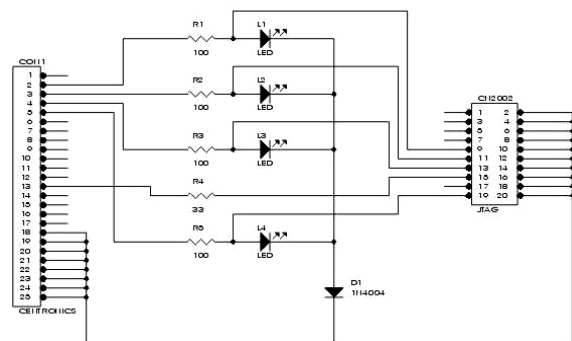 R1
L1
100
LED
CON1
1
2
3
4
5
6
7
8
9
10
11
12
13
14
15
16
17
18
19
20
21
22
23
24
25
CENTRONICS
R2
L2
100
LED
R3
L3
100
LED
R4
33
R5
L4
100
LED
D1
1N4004
CN2002
1 2
3 4
5 6
7 8
9 10
11 12
13 14
15 16
17 18
19 20
JTAG